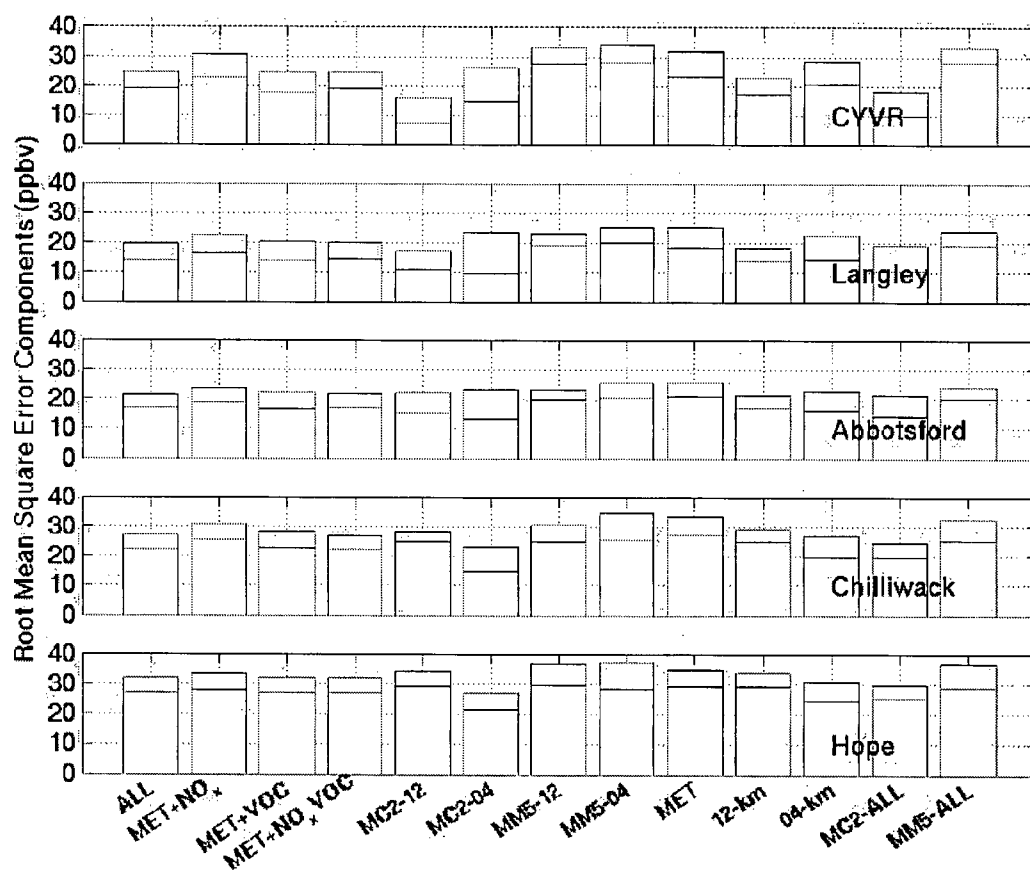 Root Mean Square Error Components (ppbv)
40
30
20
10
0
CYVR
40
30
20
10
0
Langley
40
30
20
10
0
Abbotsford
40
30
20
10
0
Chilliwack
40
30
20
10
0
Hope
ALL
MET+NOx
MET+VOC
MET+NOxVOC
MC2-12
MC2-04
MM5-12
MM5-04
MET
12-km
04-km
MC2-ALL
MM5-ALL